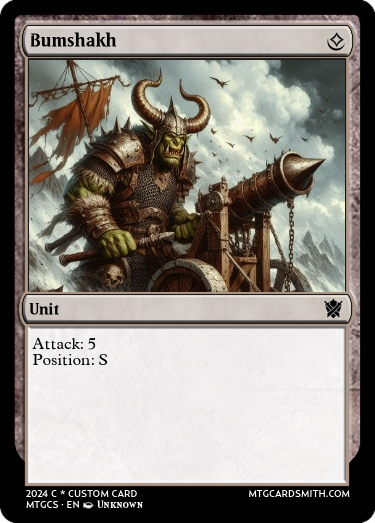 Bumshakh
Unit
Attack: 5
Position: S
2024 C * CUSTOM CARD
MTGCARDSMITH.COM
MTGCS · EN Unknown